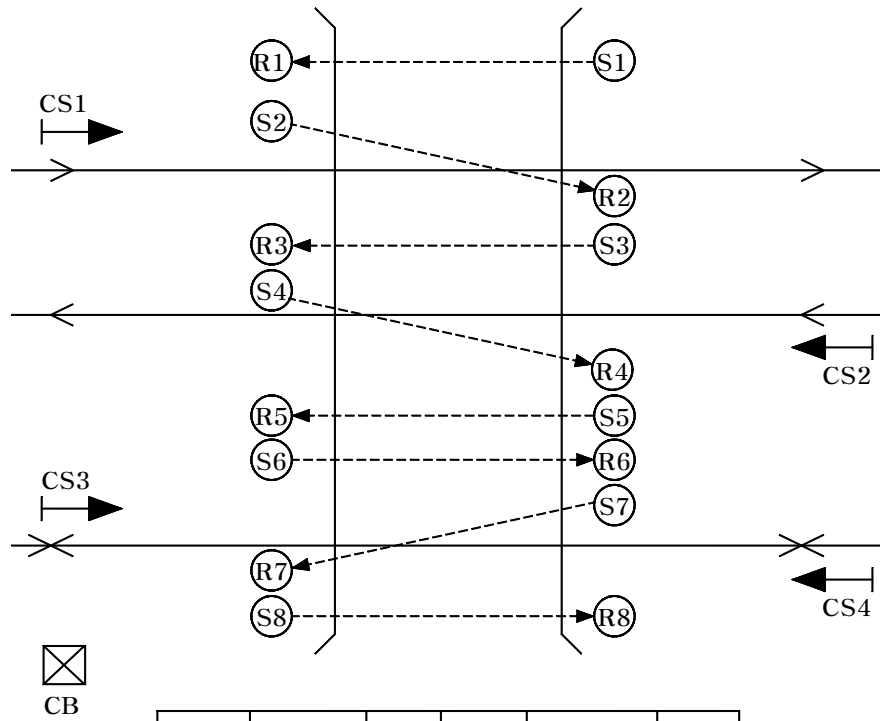 R1 S1
CS1
S2
R2
R3 S3
S4
R4
CS2
R5 S5
S6 R6
CS3
S7
R7
CS4
S8 R8
CB